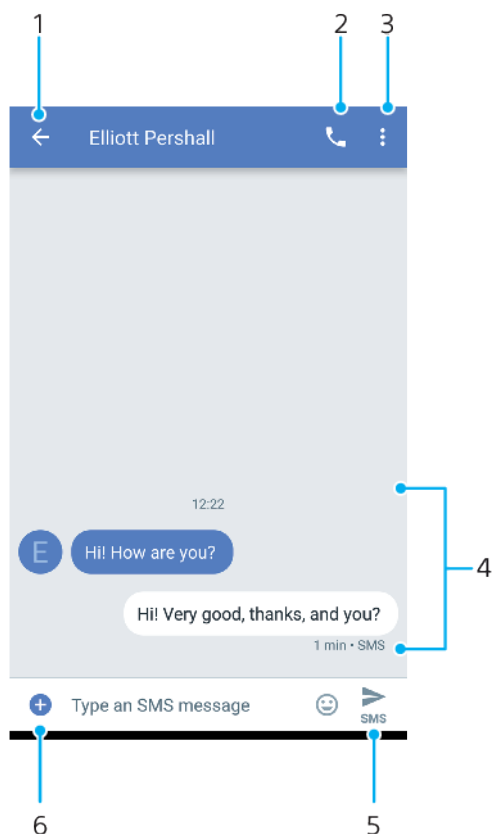 1 2 3
Elliott Pershall
12:22
E Hi! How are you?
Hi! Very good, thanks, and you?
1 min • SMS
4
Type an SMS message
SMS
6 5